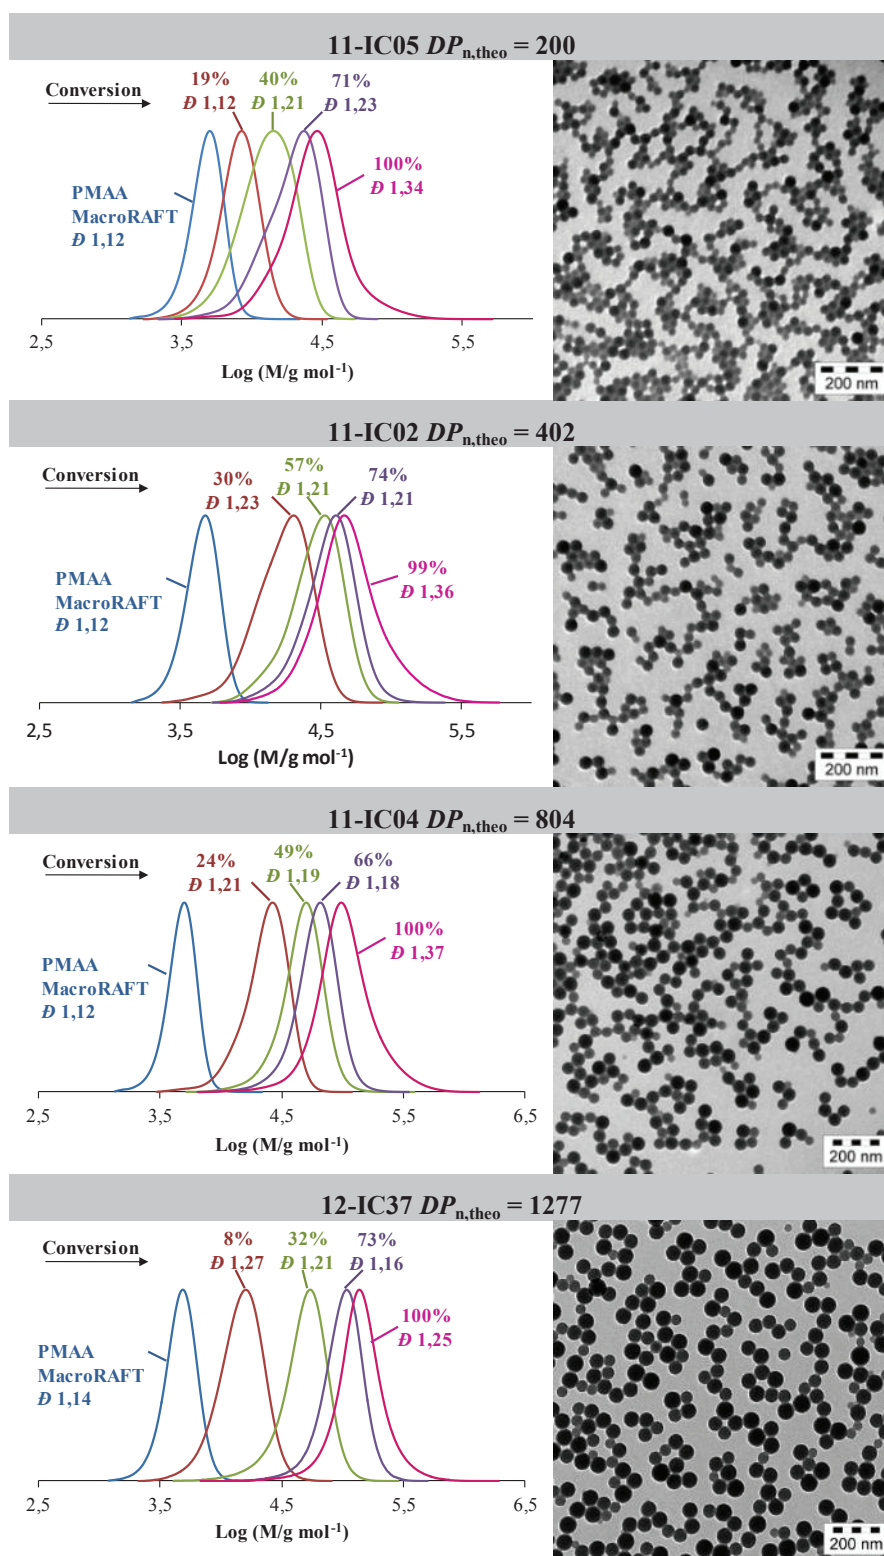 11-IC05 DPn,theo = 200
Conversion
19%
Đ 1,12
40%
Đ 1,21
71%
Đ 1,23
100%
Đ 1,34
PMAA
MacroRAFT
Đ 1,12
2,5 3,5 4,5 5,5
Log (M/g mol-1)
200 nm
11-IC02 DPn,theo = 402
Conversion
30%
Đ 1,23
57%
Đ 1,21
74%
Đ 1,21
99%
Đ 1,36
PMAA
MacroRAFT
Đ 1,12
2,5 3,5 4,5 5,5
Log (M/g mol-1)
200 nm
11-IC04 DPn,theo = 804
Conversion
24%
Đ 1,21
49%
Đ 1,19
66%
Đ 1,18
100%
Đ 1,37
PMAA
MacroRAFT
Đ 1,12
2,5 3,5 4,5 5,5 6,5
Log (M/g mol-1)
200 nm
12-IC37 DPn,theo = 1277
Conversion
8%
Đ 1,27
32%
Đ 1,21
73%
Đ 1,16
100%
Đ 1,25
PMAA
MacroRAFT
Đ 1,14
2,5 3,5 4,5 5,5 6,5
Log (M/g mol-1)
200 nm